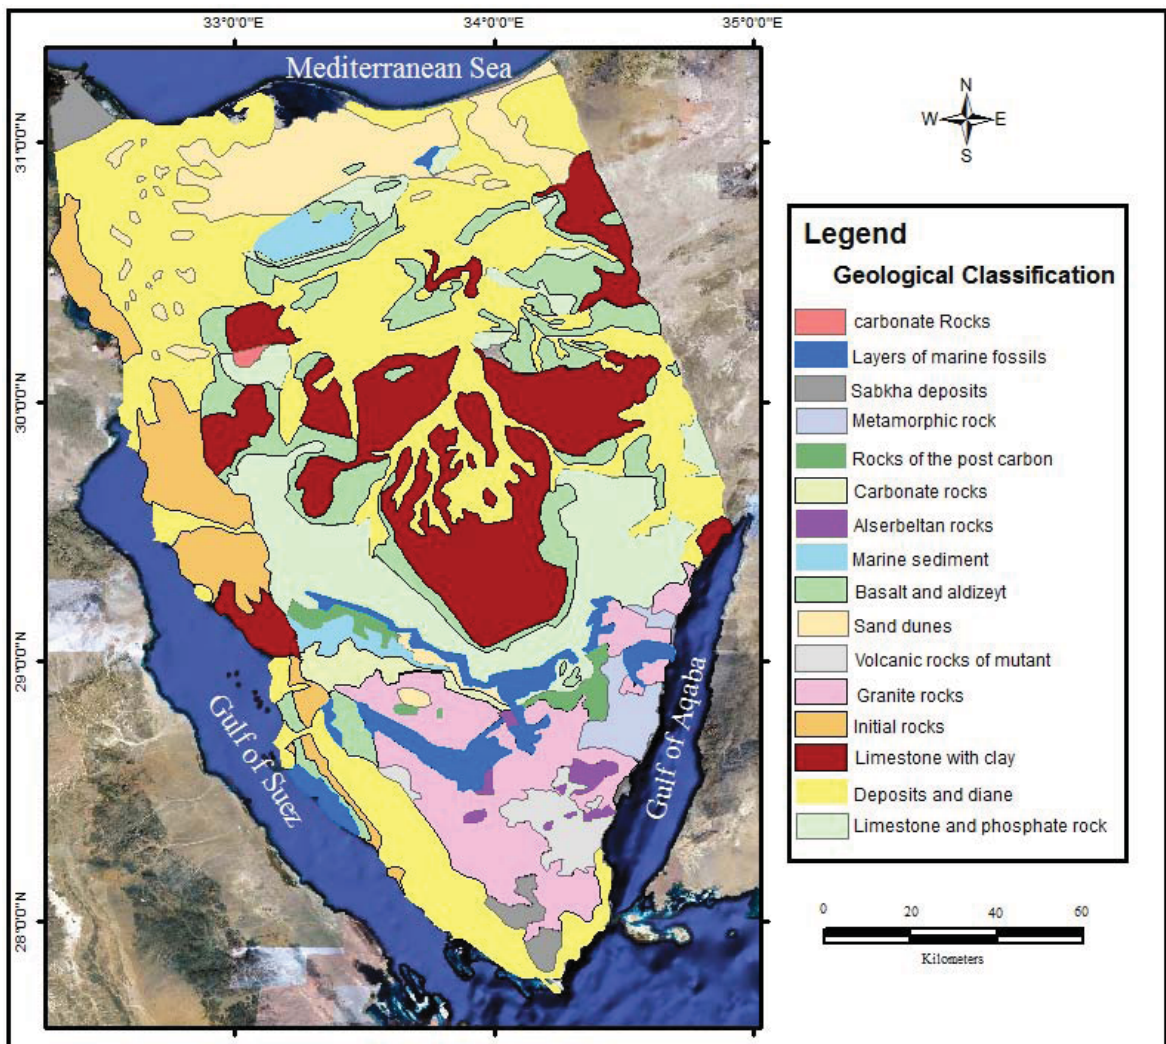 33°0'0"E 34°0'0"E 35°0'0"E
Mediterranean Sea
31°0'0"N
30°0'0"N
29°0'0"N
28°0'0"N
Gulf of Suez
Gulf of Aqaba
N
W E
S
Legend
Geological Classification
carbonate Rocks
Layers of marine fossils
Sabkha deposits
Metamorphic rock
Rocks of the post carbon
Carbonate rocks
Alserbeltan rocks
Marine sediment
Basalt and aldizeyt
Sand dunes
Volcanic rocks of mutant
Granite rocks
Initial rocks
Limestone with clay
Deposits and diane
Limestone and phosphate rock
0 20 40 60
Kilometers